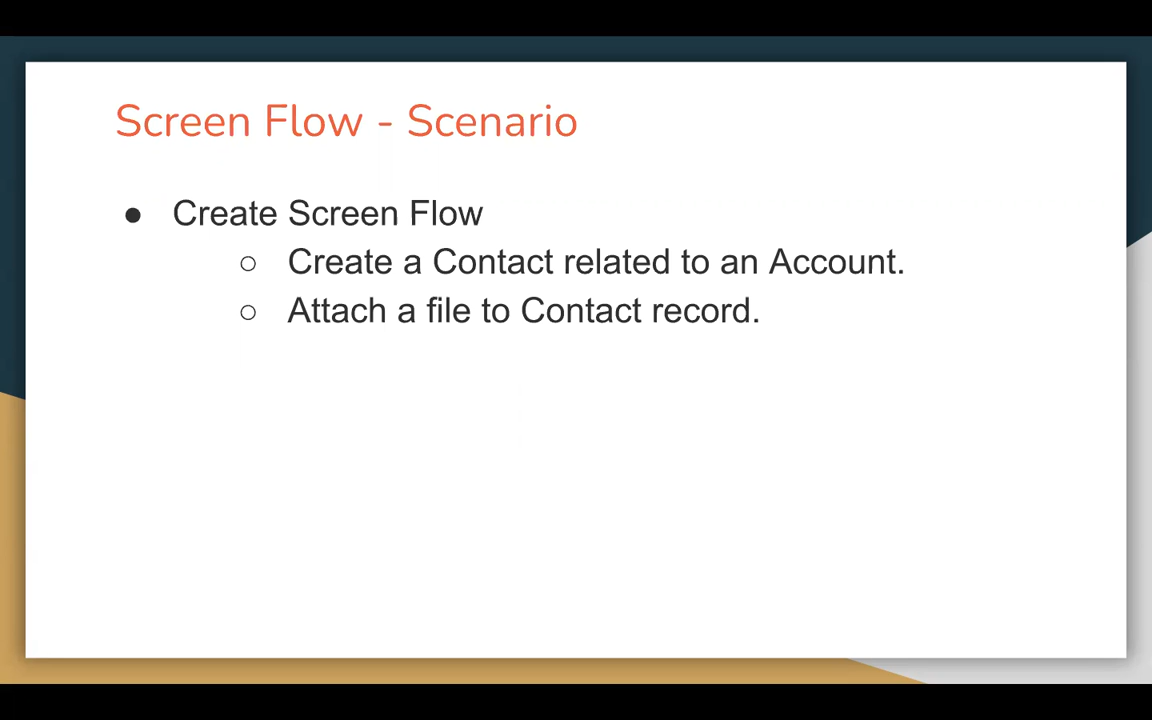 Screen Flow - Scenario
● Create Screen Flow
○ Create a Contact related to an Account.
○ Attach a file to Contact record.